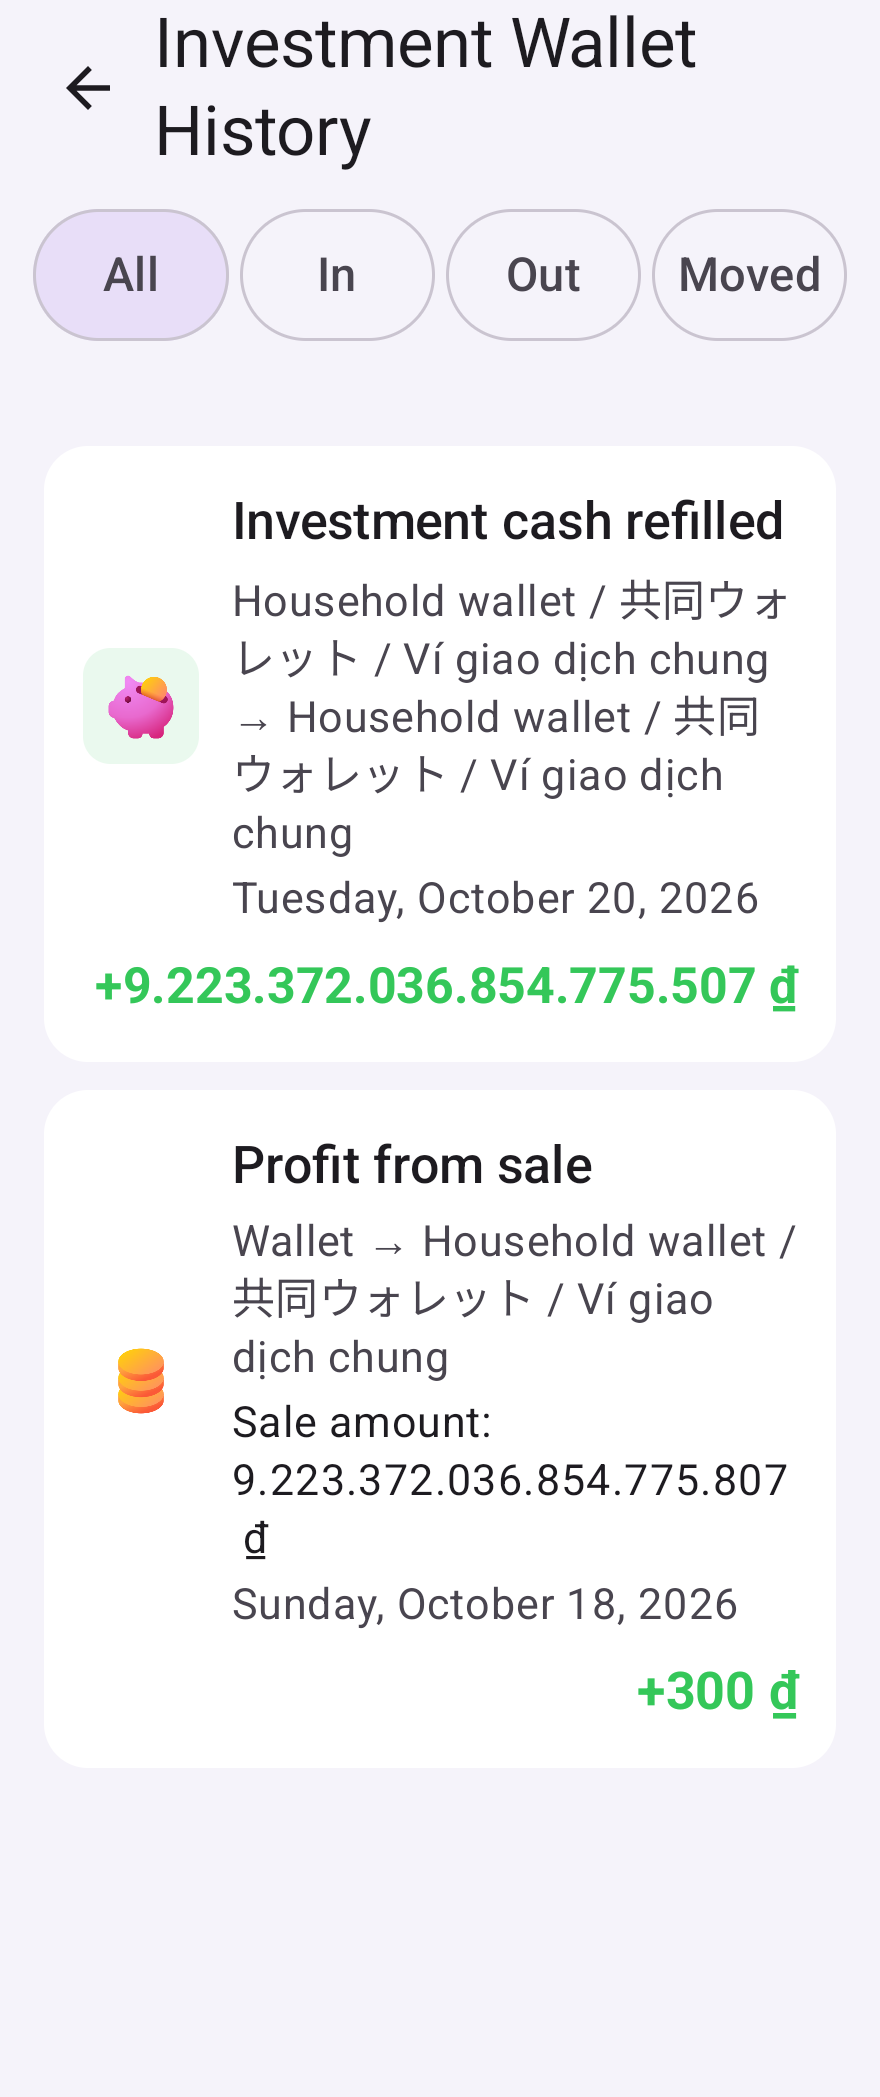 Investment Wallet
History
All
In
Out
Moved
Investment cash refilled
Household wallet / 共同ウォ
レット / Ví giao dịch chung
→ Household wallet / 共同
ウォレット / Ví giao dịch
chung
Tuesday, October 20, 2026
+9.223.372.036.854.775.507 ₫
Profit from sale
Wallet → Household wallet /
共同ウォレット / Ví giao
dịch chung
Sale amount:
9.223.372.036.854.775.807
₫
Sunday, October 18, 2026
+300 ₫